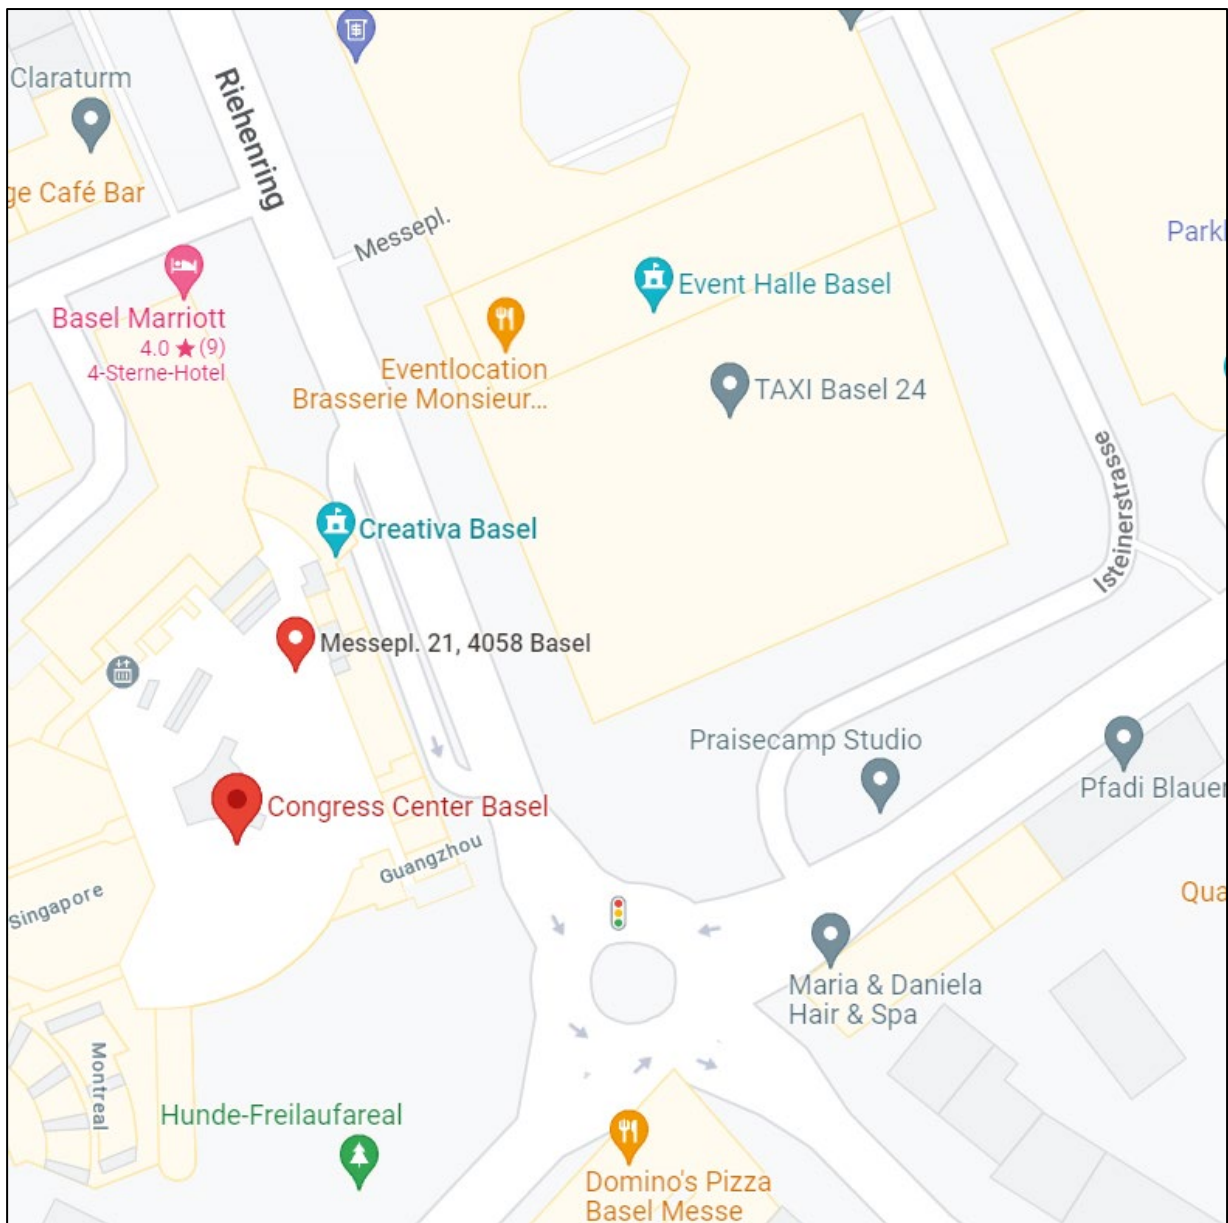 Claraturm
Riehenring
ge Café Bar
Messepl.
Parkl
Event Halle Basel
Basel Marriott
4.0 ★ (9)
4-Sterne-Hotel
Eventlocation
Brasserie Monsieur...
TAXI Basel 24
Isteinerstrasse
Creativa Basel
Messepl. 21, 4058 Basel
Praisecamp Studio
Pfadi Blauer
Congress Center Basel
Guangzhou
Singapore
Qua
Maria & Daniela
Hair & Spa
Montreal
Hunde-Freilaufareal
Domino's Pizza
Basel Messe